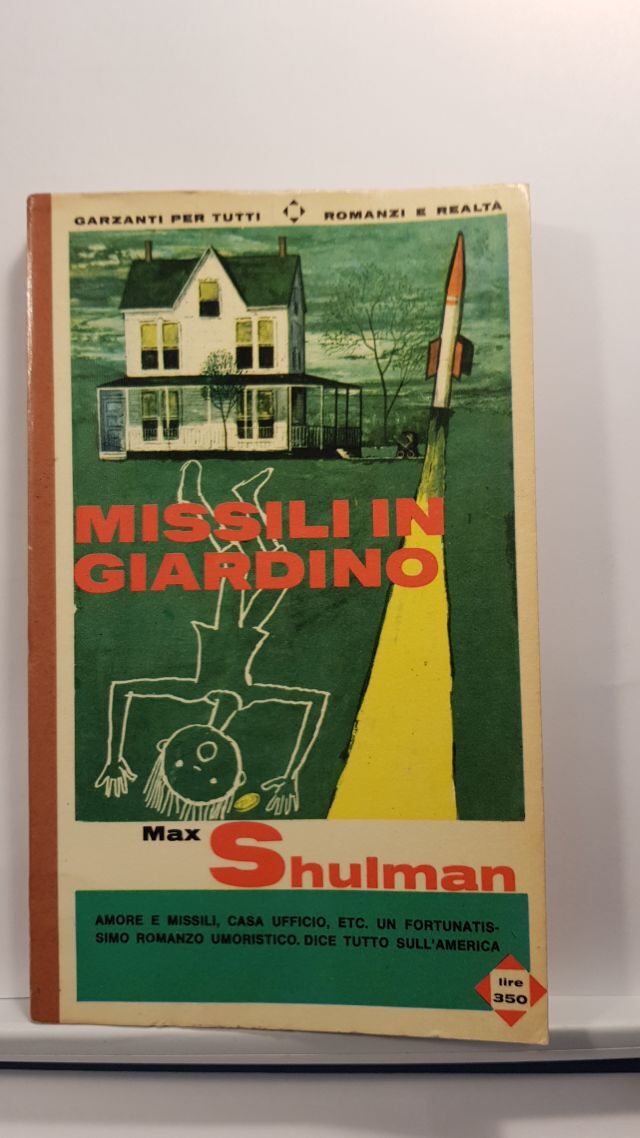 GARZANTI PER TUTTI ROMANZI E REALTÀ
MISSILI IN
GIARDINO
Max
Shulman
AMORE E MISSILI, CASA UFFICIO, ETC. UN FORTUNATIS-
SIMO ROMANZO UMORISTICO. DICE TUTTO SULL'AMERICA
lire
350